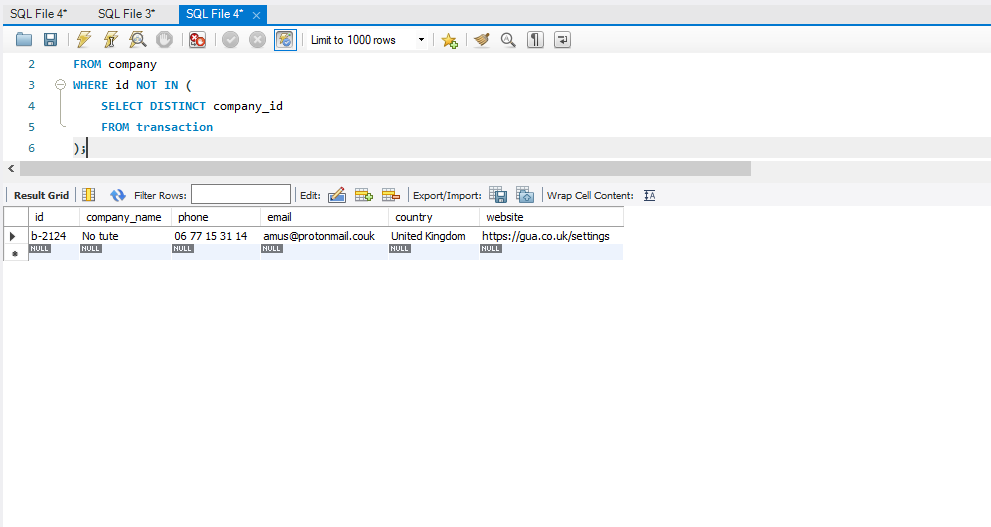 SQL File 4* SQL File 3* SQL File 4*
Limit to 1000 rows
2 FROM company
3 WHERE id NOT IN (
4 SELECT DISTINCT company_id
5 FROM transaction
6 );
Result Grid Filter Rows: Edit: Export/Import: Wrap Cell Content:
id company_name phone email country website
b-2124 No tute 06 77 15 31 14 amus@protonmail.couk United Kingdom https://gua.co.uk/settings
NULL NULL NULL NULL NULL NULL